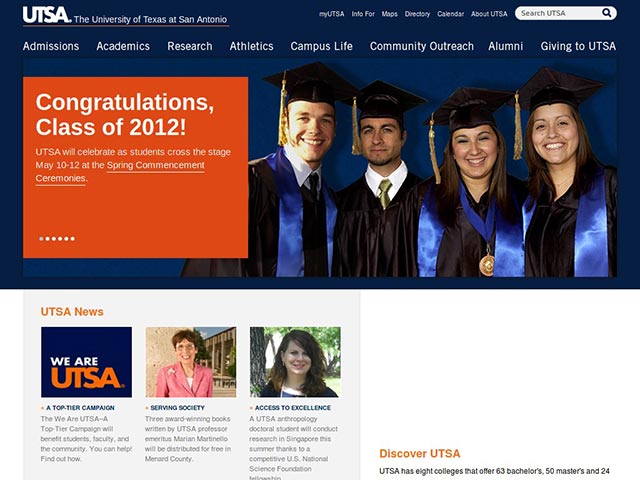 UTSA. The University of Texas at San Antonio
myUTSA Info For Maps Directory Calendar About UTSA Search UTSA
Admissions Academics Research Athletics Campus Life Community Outreach Alumni Giving to UTSA
Congratulations,
Class of 2012!
UTSA will celebrate as students cross the stage
May 10-12 at the Spring Commencement
Ceremonies.
UTSA News
WE ARE
UTSA.
» A TOP-TIER CAMPAIGN
The We Are UTSA–A
Top-Tier Campaign will
benefit students, faculty, and
the community. You can help!
Find out how.
» SERVING SOCIETY
Three award-winning books
written by UTSA professor
emeritus Marian Martinello
will be distributed for free in
Menard County.
» ACCESS TO EXCELLENCE
A UTSA anthropology
doctoral student will conduct
research in Singapore this
summer thanks to a
competitive U.S. National
Science Foundation
fellowship
Discover UTSA
UTSA has eight colleges that offer 63 bachelor's, 50 master's and 24